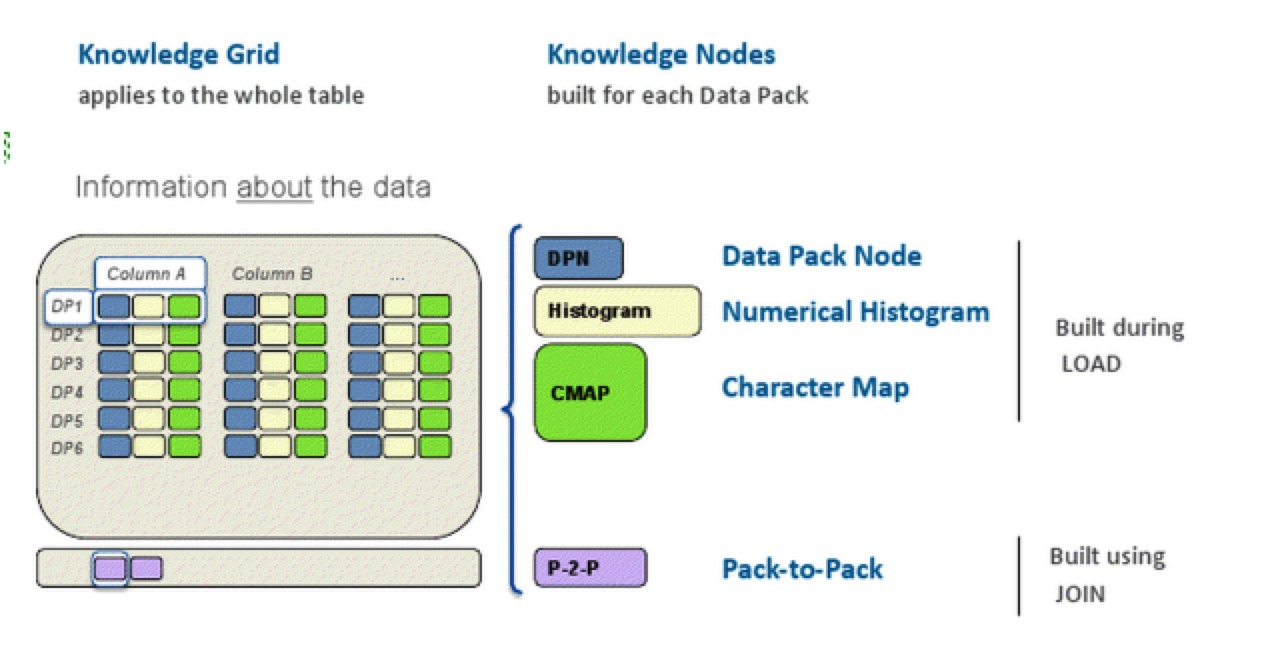 Knowledge Grid
applies to the whole table
Knowledge Nodes
built for each Data Pack
Information about the data
Column A
Column B
...
DP1
DP2
DP3
DP4
DP5
DP6
DPN
Data Pack Node
Histogram
Numerical Histogram
CMAP
Character Map
Built during
LOAD
P-2-P
Pack-to-Pack
Built using
JOIN